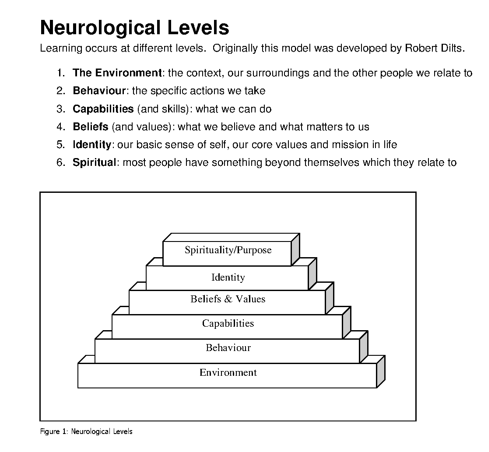 Neurological Levels
Learning occurs at different levels.  Originally this model was developed by Robert Dilts.
1. The Environment: the context, our surroundings and the other people we relate to
2. Behaviour: the specific actions we take
3. Capabilities (and skills): what we can do
4. Beliefs (and values): what we believe and what matters to us
5. Identity: our basic sense of self, our core values and mission in life
6. Spiritual: most people have something beyond themselves which they relate to
Spirituality/Purpose
Identity
Beliefs & Values
Capabilities
Behaviour
Environment
Figure 1: Neurological Levels